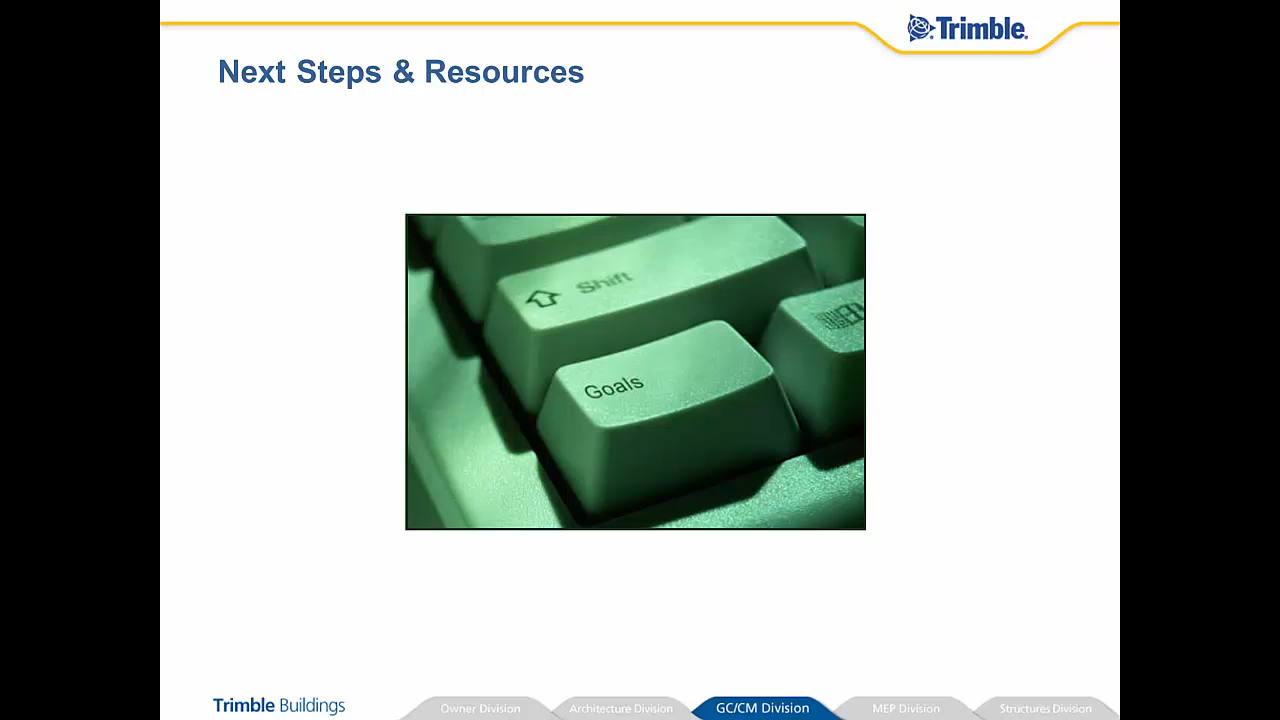 Trimble.
Next Steps & Resources
Shift
Goals
Trimble Buildings
Owner Division
Architecture Division
GC/CM Division
MEP Division
Structures Division